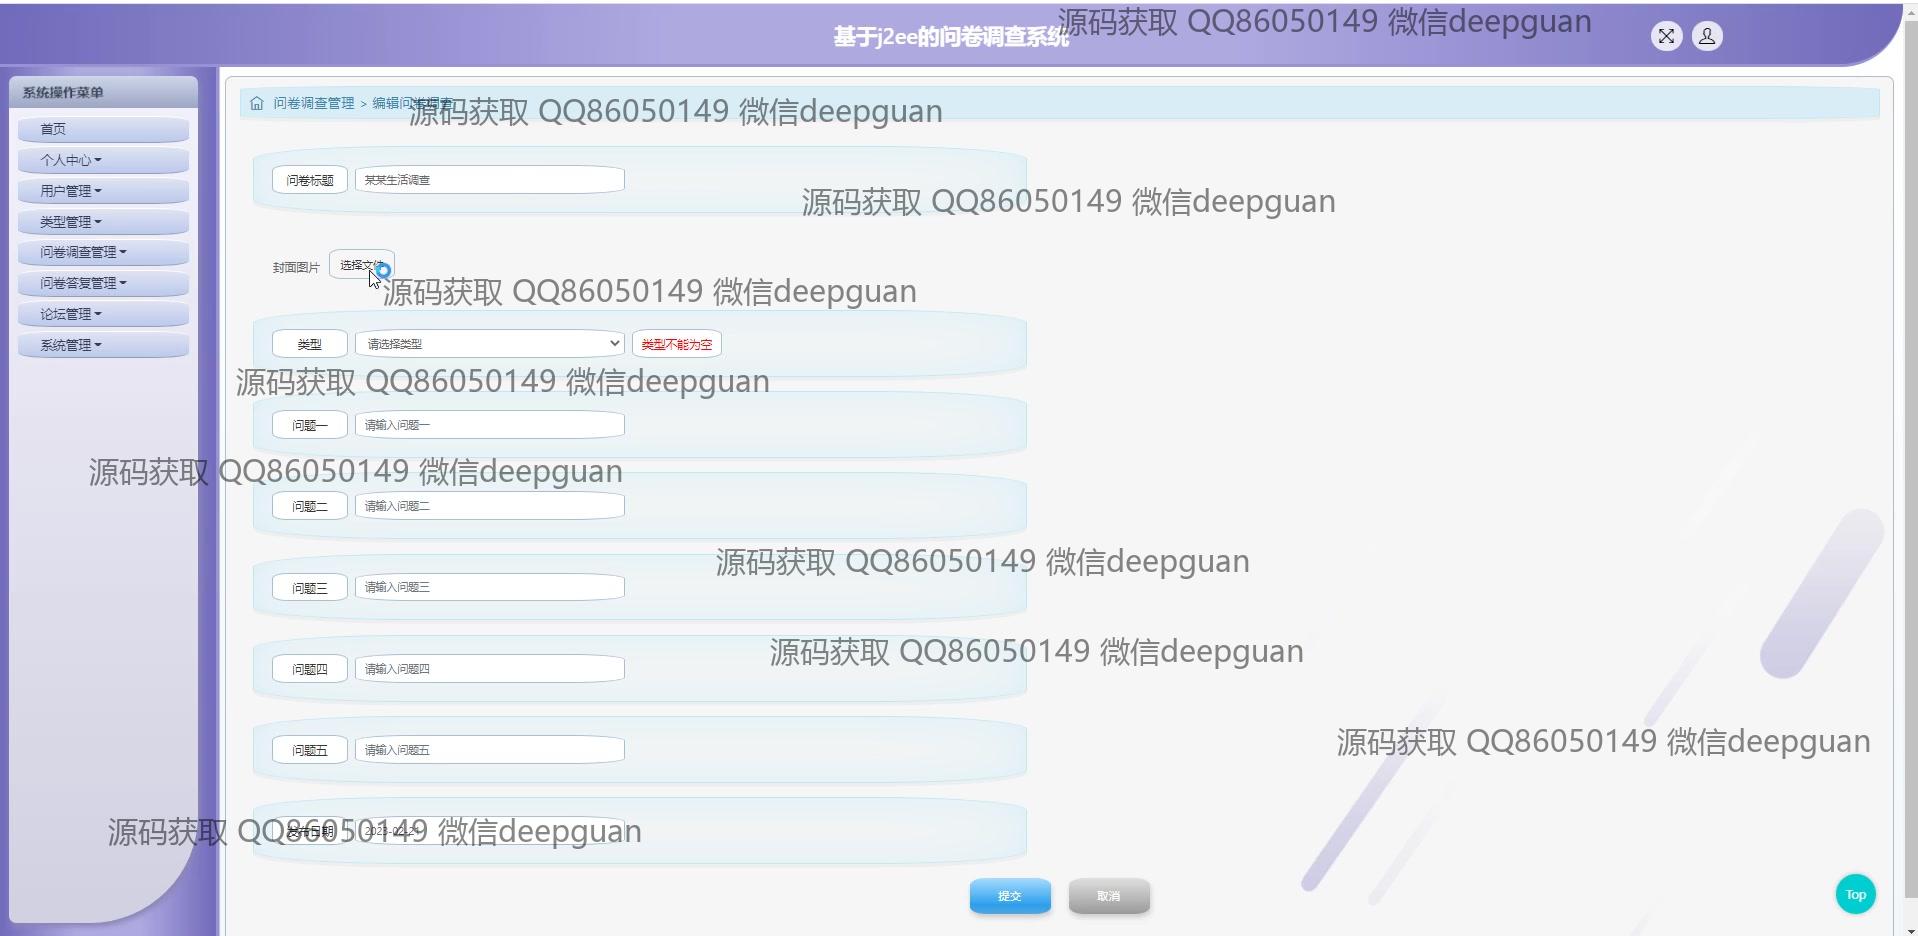 基于j2ee的问卷调查系统
源码获取 QQ86050149 微信deepguan
系统操作菜单
首页
个人中心
用户管理
类型管理
问卷调查管理
问卷答复管理
论坛管理
系统管理
问卷调查管理 > 编辑问卷调查
源码获取 QQ86050149 微信deepguan
问卷标题 某某生活调查
源码获取 QQ86050149 微信deepguan
封面图片 选择文件
源码获取 QQ86050149 微信deepguan
类型 请选择类型 类型不能为空
源码获取 QQ86050149 微信deepguan
问题一 请输入问题一
源码获取 QQ86050149 微信deepguan
问题二 请输入问题二
源码获取 QQ86050149 微信deepguan
问题三 请输入问题三
源码获取 QQ86050149 微信deepguan
问题四 请输入问题四
源码获取 QQ86050149 微信deepguan
问题五 请输入问题五
源码获取 QQ86050149 微信deepguan
发布日期 2023-02-21
提交 取消
Top